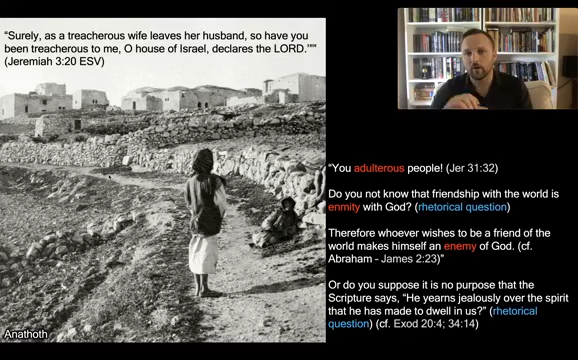 “Surely, as a treacherous wife leaves her husband, so have you
been treacherous to me, O house of Israel, declares the LORD.’””
(Jeremiah 3:20 ESV)
“You adulterous people! (Jer 31:32)
Do you not know that friendship with the world is
enmity with God? (rhetorical question)
Therefore whoever wishes to be a friend of the
world makes himself an enemy of God. (cf.
Abraham - James 2:23)"
Or do you suppose it is no purpose that the
Scripture says, “He yearns jealously over the spirit
that he has made to dwell in us?” (rhetorical
question) (cf. Exod 20:4; 34:14)
Anathoth